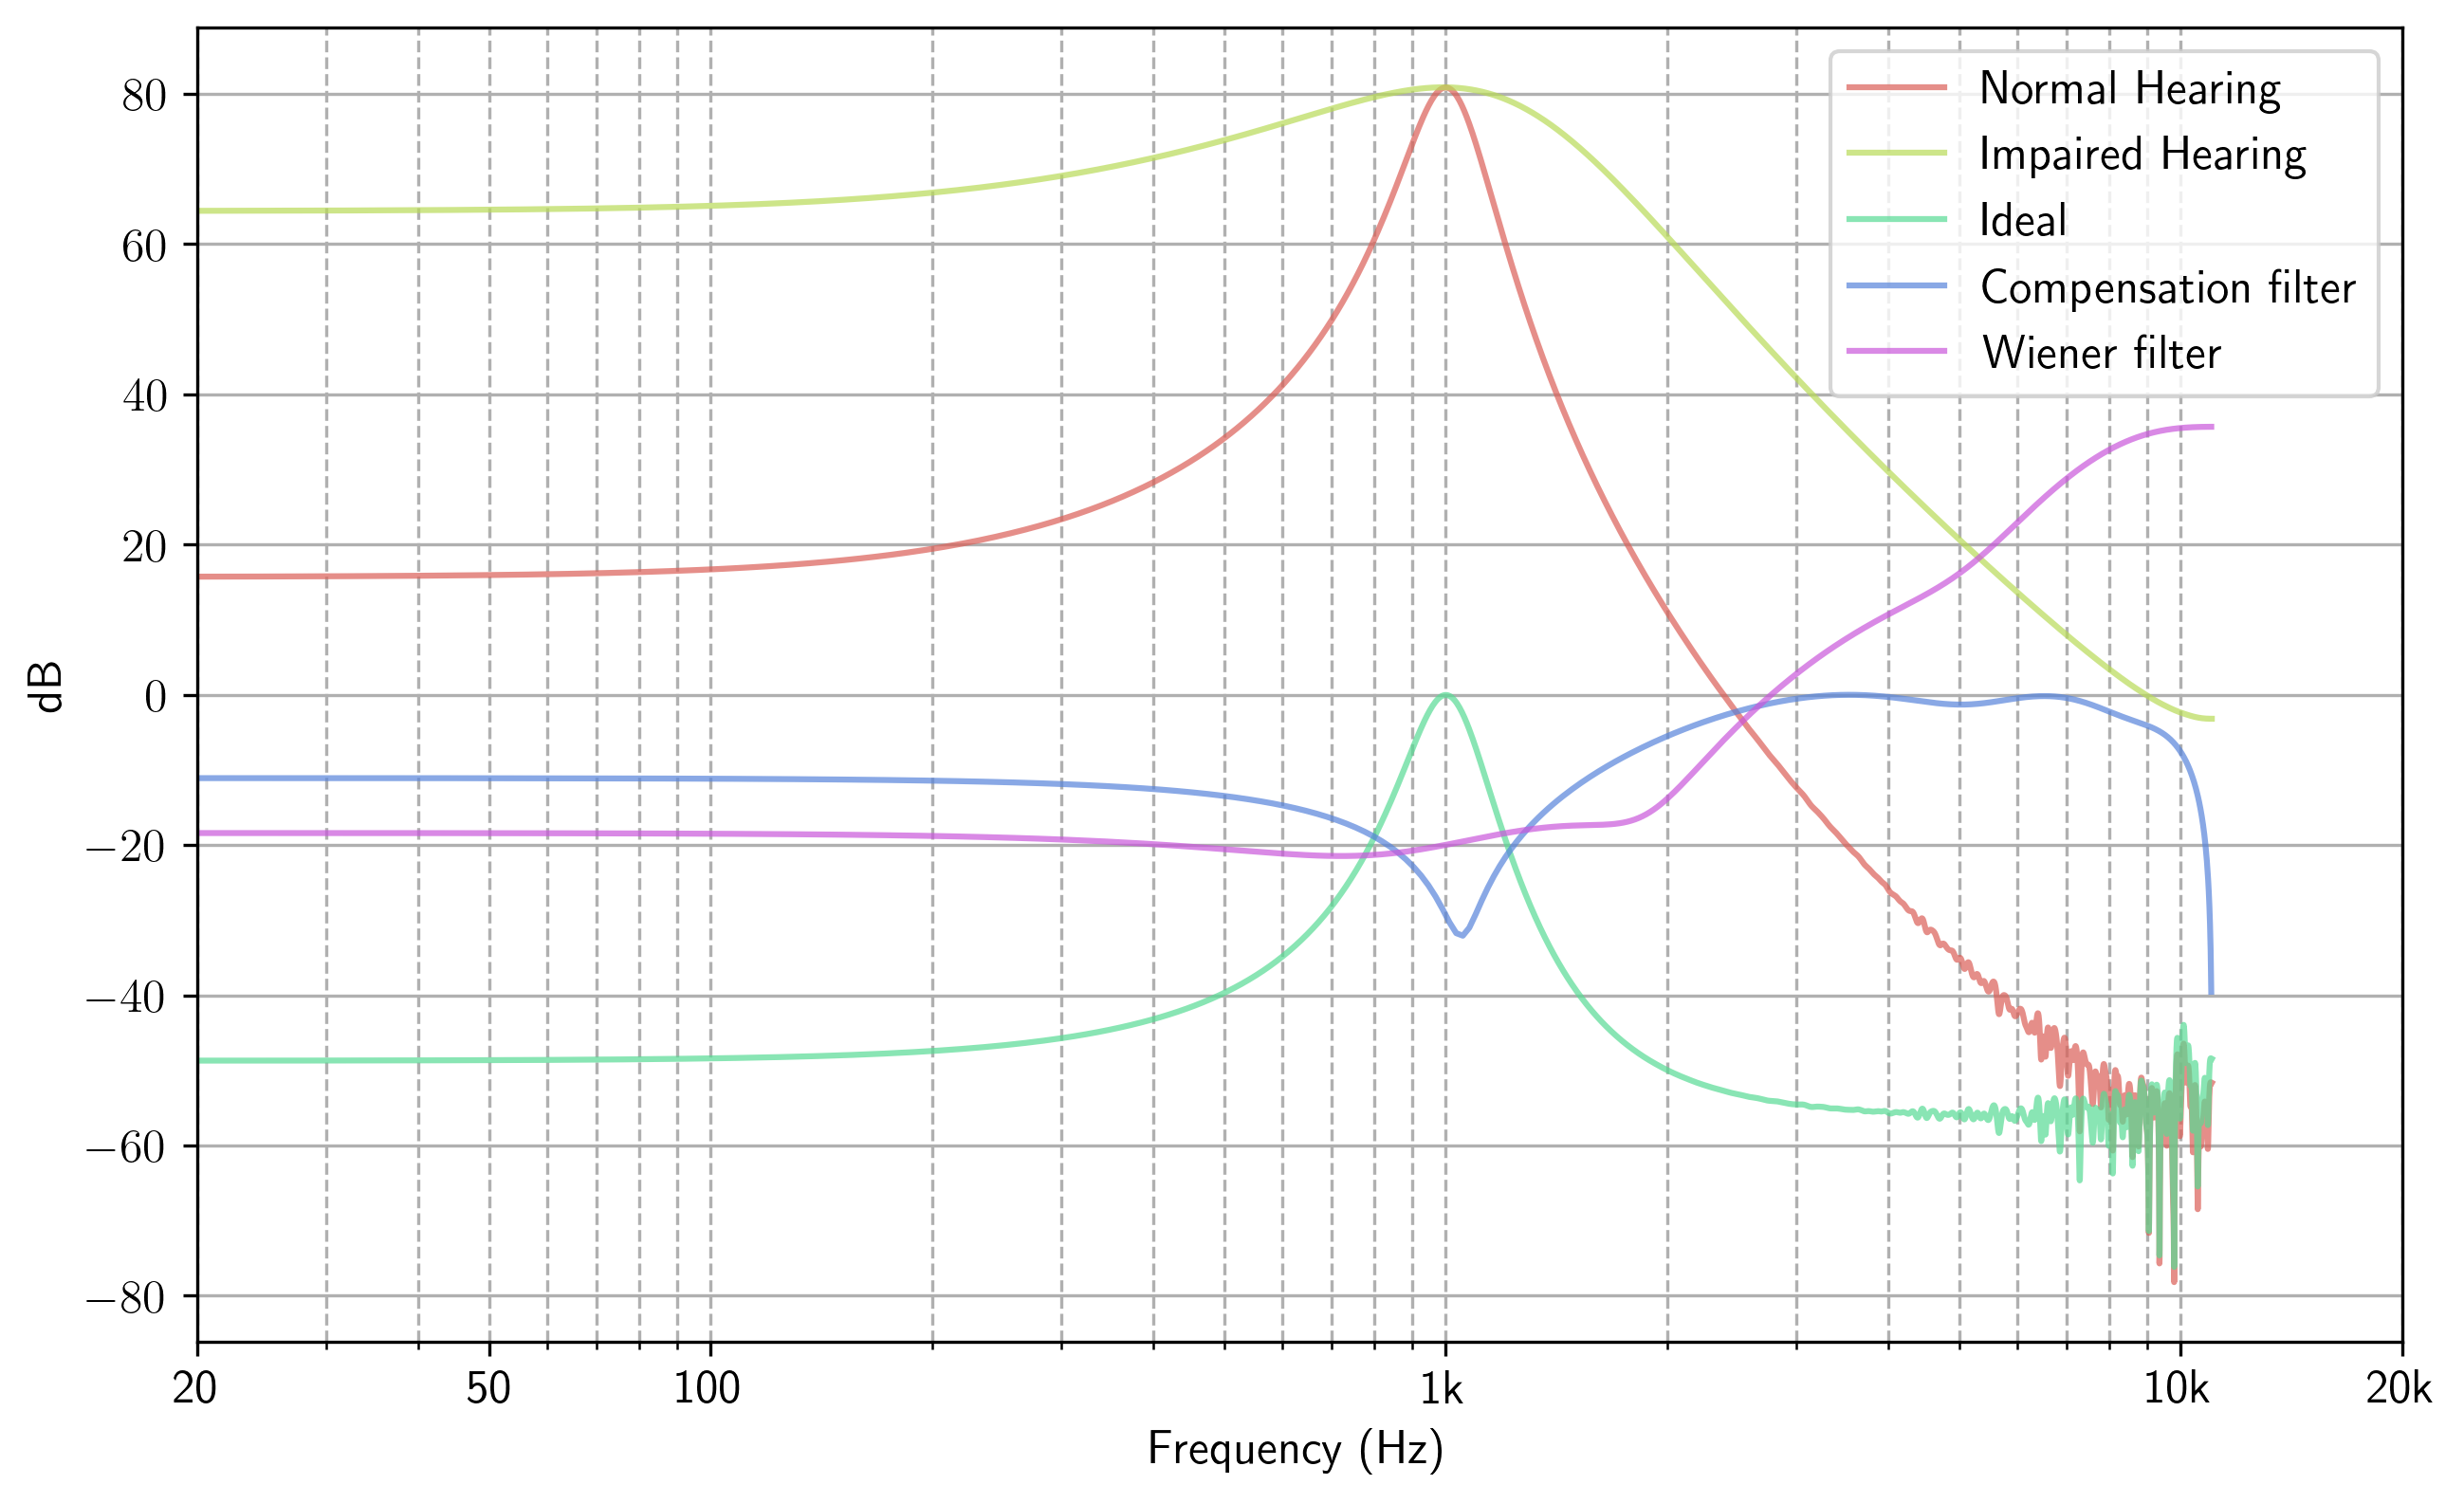 Normal Hearing
Impaired Hearing
Ideal
Compensation filter
Wiener filter
80
60
40
20
0
−20
−40
−60
−80
dB
20 50 100 1k 10k 20k
Frequency (Hz)